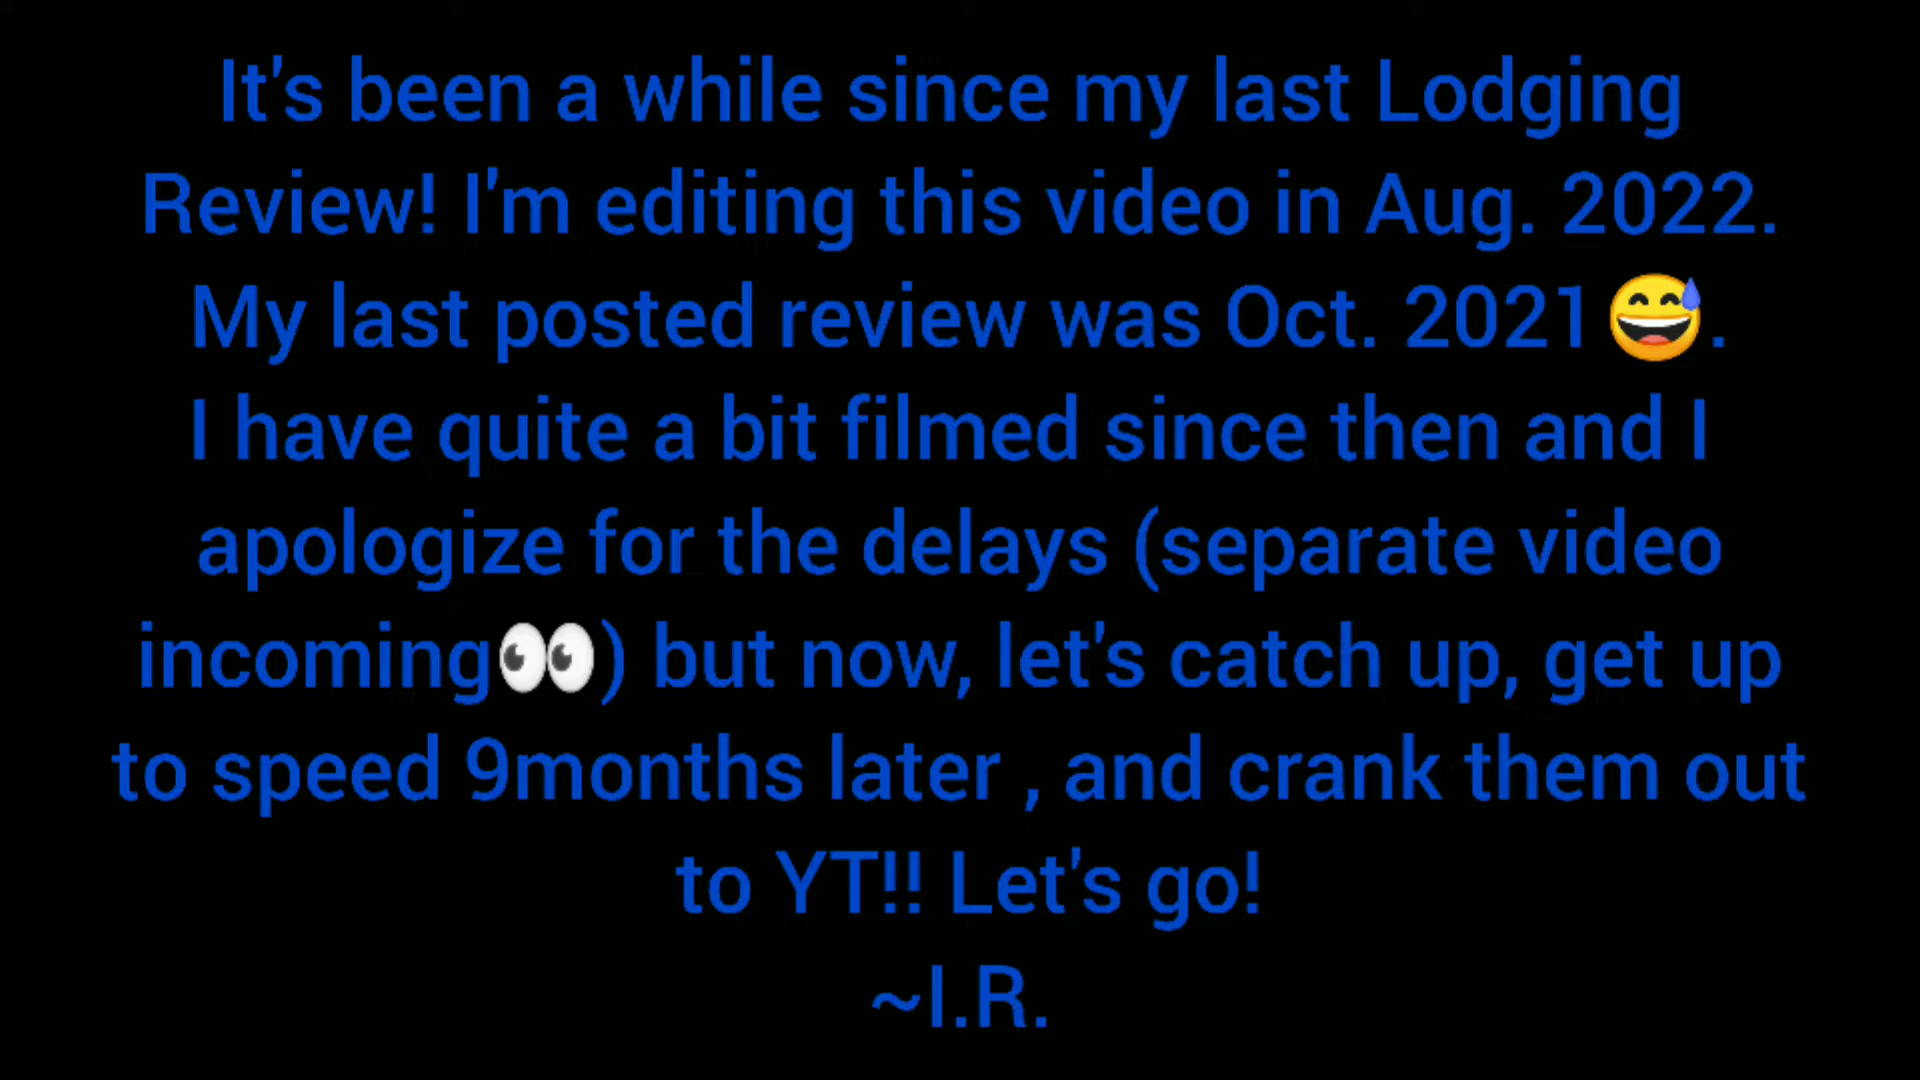 It's been a while since my last Lodging
Review! I'm editing this video in Aug. 2022.
My last posted review was Oct. 2021😅.
I have quite a bit filmed since then and I
apologize for the delays (separate video
incoming👀) but now, let's catch up, get up
to speed 9months later , and crank them out
to YT!! Let's go!
~I.R.